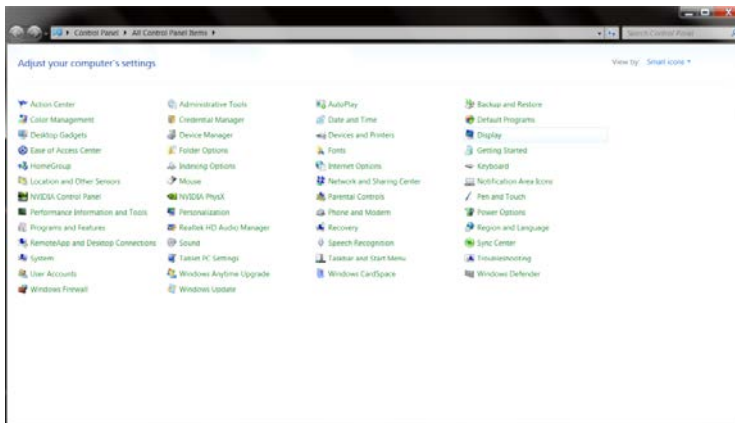 Control Panel All Control Panel Items Search Control Panel
Adjust your computer's settings View by: Small icons
Action Center Administrative Tools AutoPlay Backup and Restore
Color Management Credential Manager Date and Time Default Programs
Desktop Gadgets Device Manager Devices and Printers Display
Ease of Access Center Folder Options Fonts Getting Started
HomeGroup Indexing Options Internet Options Keyboard
Location and Other Sensors Mouse Network and Sharing Center Notification Area Icons
NVIDIA Control Panel NVIDIA PhysX Parental Controls Pen and Touch
Performance Information and Tools Personalization Phone and Modem Power Options
Programs and Features Realtek HD Audio Manager Recovery Region and Language
RemoteApp and Desktop Connections Sound Speech Recognition Sync Center
System Tablet PC Settings Taskbar and Start Menu Troubleshooting
User Accounts Windows Anytime Upgrade Windows CardSpace Windows Defender
Windows Firewall Windows Update